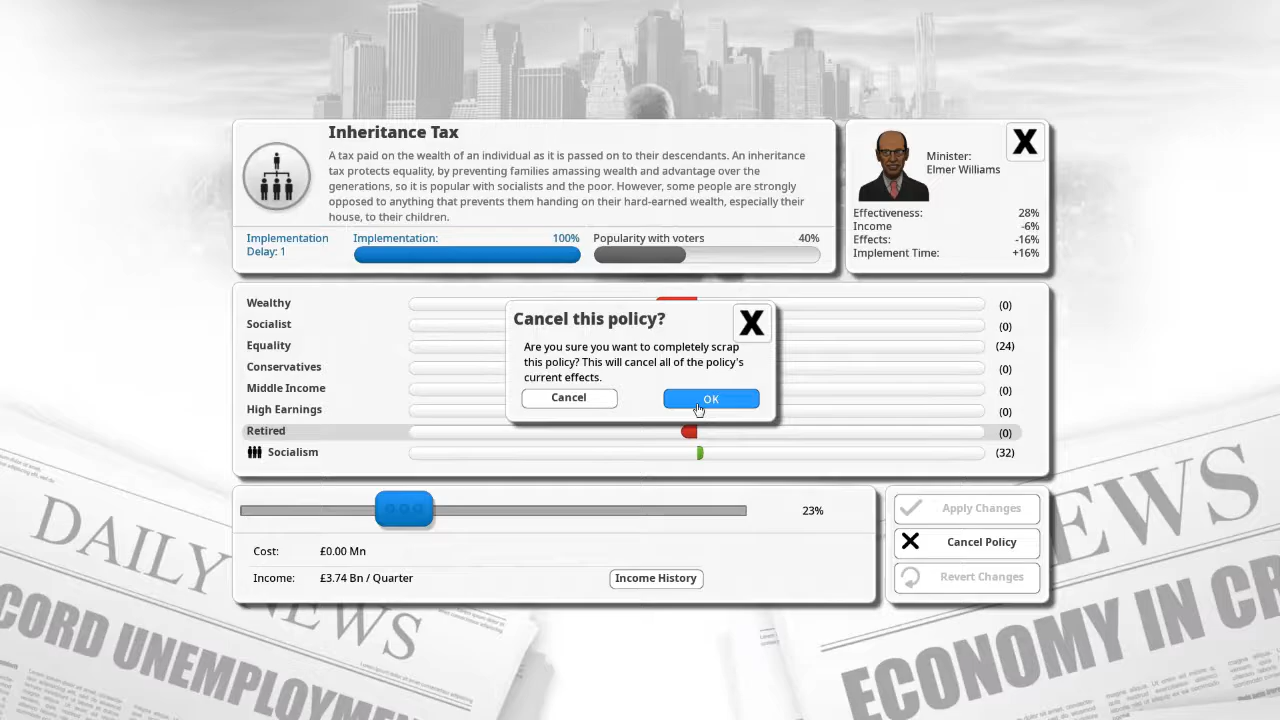 Inheritance Tax
A tax paid on the wealth of an individual as it is passed on to their descendants. An inheritance
tax protects equality, by preventing families amassing wealth and advantage over the
generations, so it is popular with socialists and the poor. However, some people are strongly
opposed to anything that prevents them handing on their hard-earned wealth, especially their
house, to their children.
Implementation
Delay: 1
Implementation: 100%
Popularity with voters 40%
X
Minister:
Elmer Williams
Effectiveness: 28%
Income -6%
Effects: -16%
Implement Time: +16%
Wealthy (0)
Socialist (0)
Equality (24)
Conservatives (0)
Middle Income (0)
High Earnings (0)
Retired (0)
Socialism (32)
Cancel this policy?
X
Are you sure you want to completely scrap
this policy? This will cancel all of the policy's
current effects.
Cancel OK
23%
Cost: £0.00 Mn
Income: £3.74 Bn / Quarter
Income History
Apply Changes
Cancel Policy
Revert Changes
DAILY NEWS
CORD UNEMPLOYME
EWS
ECONOMY IN CR